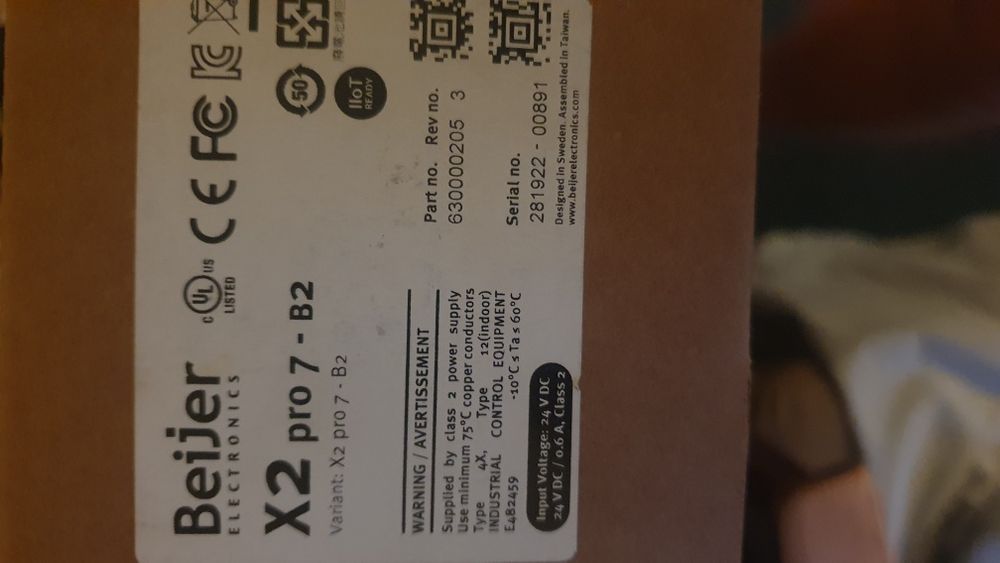 Beijer
ELECTRONICS
C UL US
LISTED
CE FC
X2 pro 7 - B2
Variant: X2 pro 7 - B2
50
IIoT
READY
WARNING / AVERTISSEMENT
Supplied by class 2 power supply
Use minimum 75°C copper conductors
Type 4X, Type 12(indoor)
INDUSTRIAL CONTROL EQUIPMENT
E482459 -10°C ≤ Ta ≤ 60°C
Input Voltage: 24 V DC
24 V DC / 0.6 A, Class 2
Part no. Rev no.
630000205 3
Serial no.
281922 - 00891
Designed in Sweden. Assembled in Taiwan.
www.beijerelectronics.com